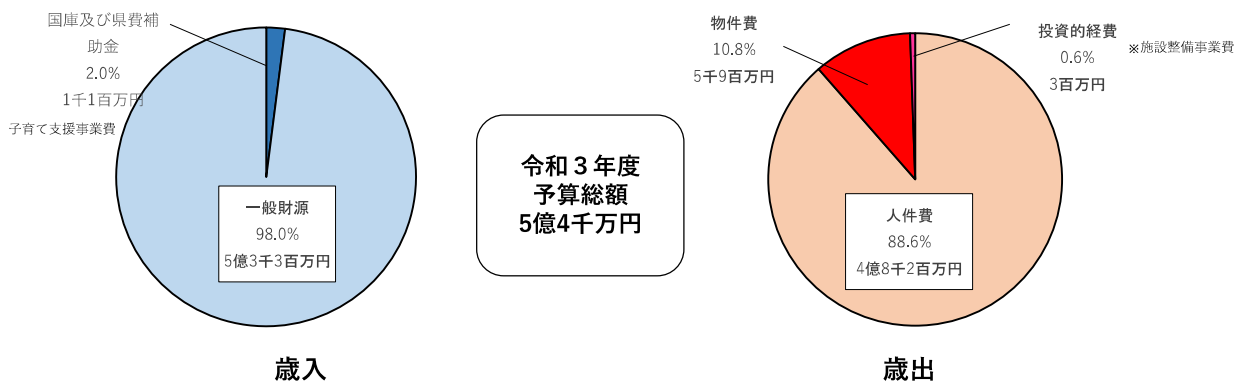 国庫及び県費補
助金
2.0%
1千1百万円
子育て支援事業費
一般財源
98.0%
5億3千3百万円
歳入
令和３年度
予算総額
5億4千万円
物件費
10.8%
5千9百万円
投資的経費
0.6%
3百万円
※施設整備事業費
人件費
88.6%
4億8千2百万円
歳出